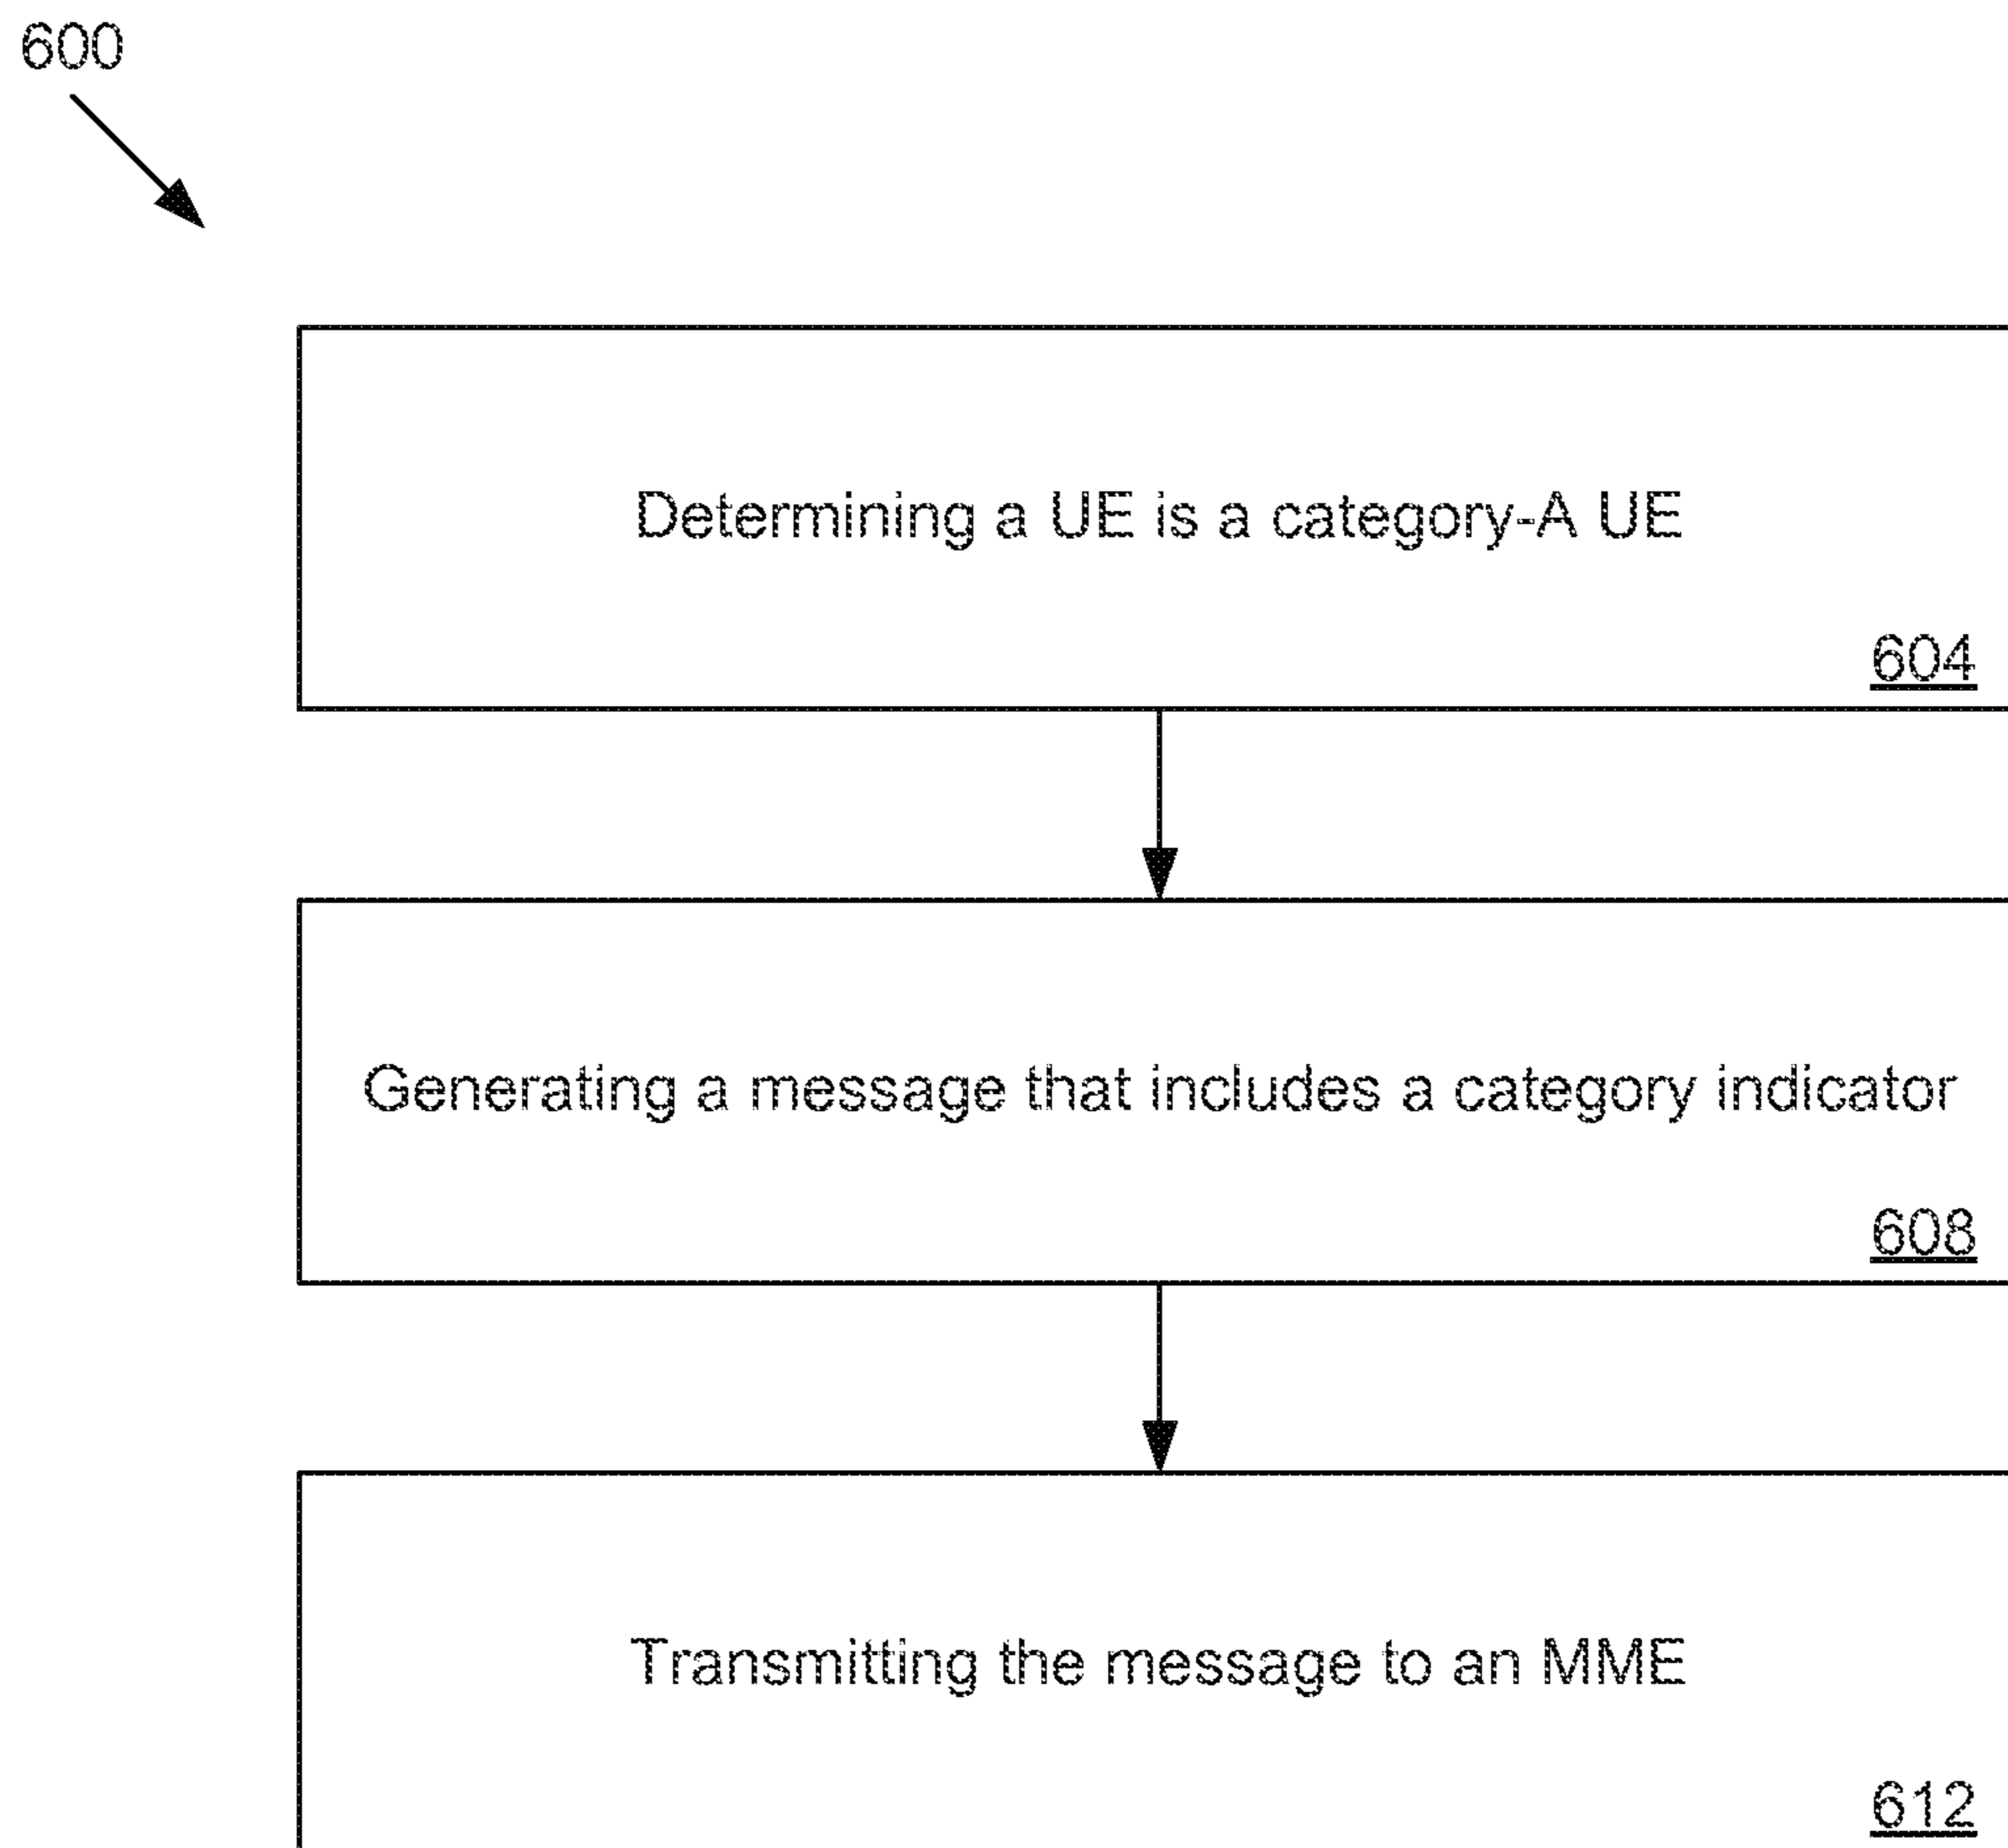 600
Determining a UE is a category-A UE
604
Generating a message that includes a category indicator
608
Transmitting the message to an MME
612